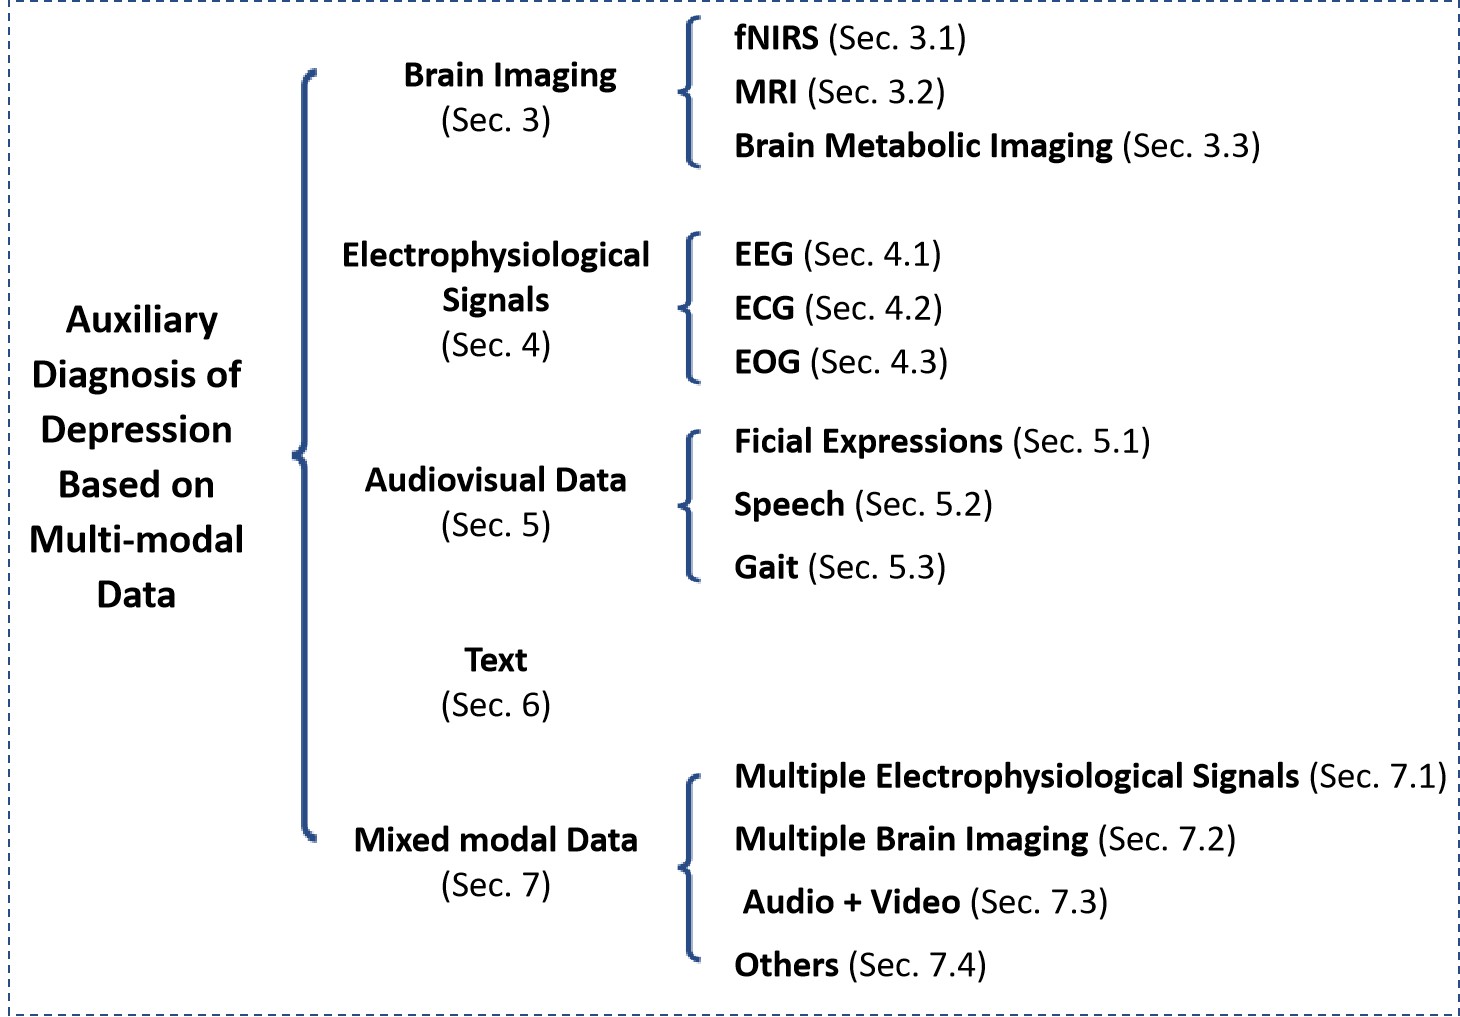 Auxiliary
Diagnosis of
Depression
Based on
Multi-modal
Data
Brain Imaging
(Sec. 3)
fNIRS (Sec. 3.1)
MRI (Sec. 3.2)
Brain Metabolic Imaging (Sec. 3.3)
Electrophysiological
Signals
(Sec. 4)
EEG (Sec. 4.1)
ECG (Sec. 4.2)
EOG (Sec. 4.3)
Audiovisual Data
(Sec. 5)
Ficial Expressions (Sec. 5.1)
Speech (Sec. 5.2)
Gait (Sec. 5.3)
Text
(Sec. 6)
Mixed modal Data
(Sec. 7)
Multiple Electrophysiological Signals (Sec. 7.1)
Multiple Brain Imaging (Sec. 7.2)
Audio + Video (Sec. 7.3)
Others (Sec. 7.4)